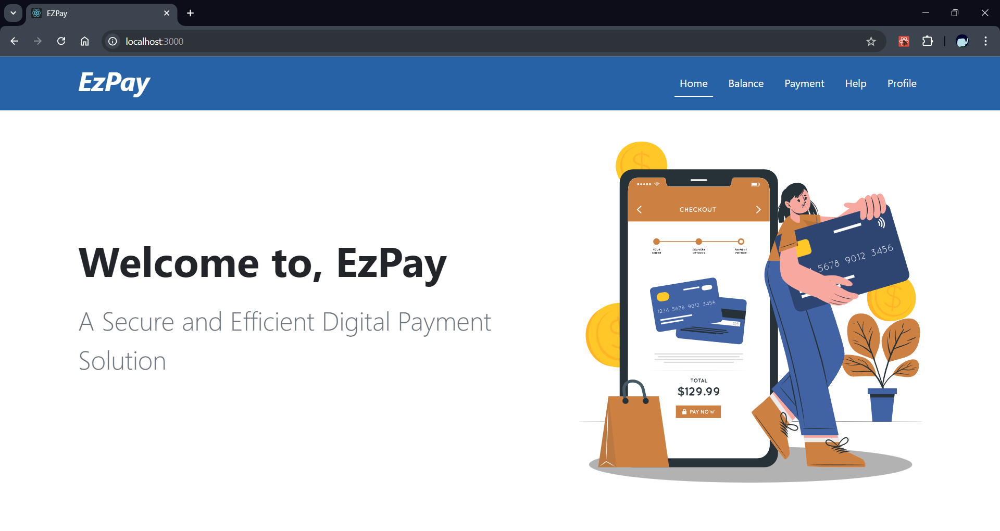 EZPay
localhost:3000
EzPay
Home Balance Payment Help Profile
Welcome to, EzPay
A Secure and Efficient Digital Payment
Solution
CHECKOUT
YOUR ORDER
DELIVERY OPTIONS
PAYMENT METHOD
5678 9012 3456
1234 5678 9012 3456
123
TOTAL
$129.99
PAY NOW